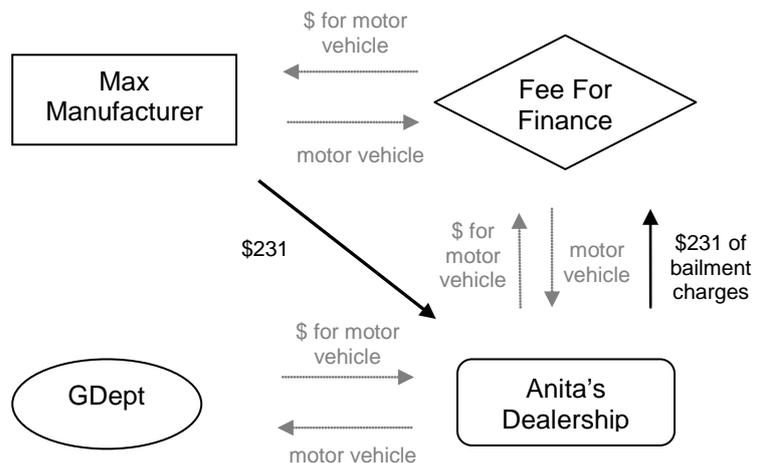 $ for motor
vehicle
Max
Manufacturer
Fee For
Finance
motor vehicle
$231
$ for
motor
vehicle
motor
vehicle
$231 of
bailment
charges
$ for motor
vehicle
GDept
Anita's
Dealership
motor vehicle